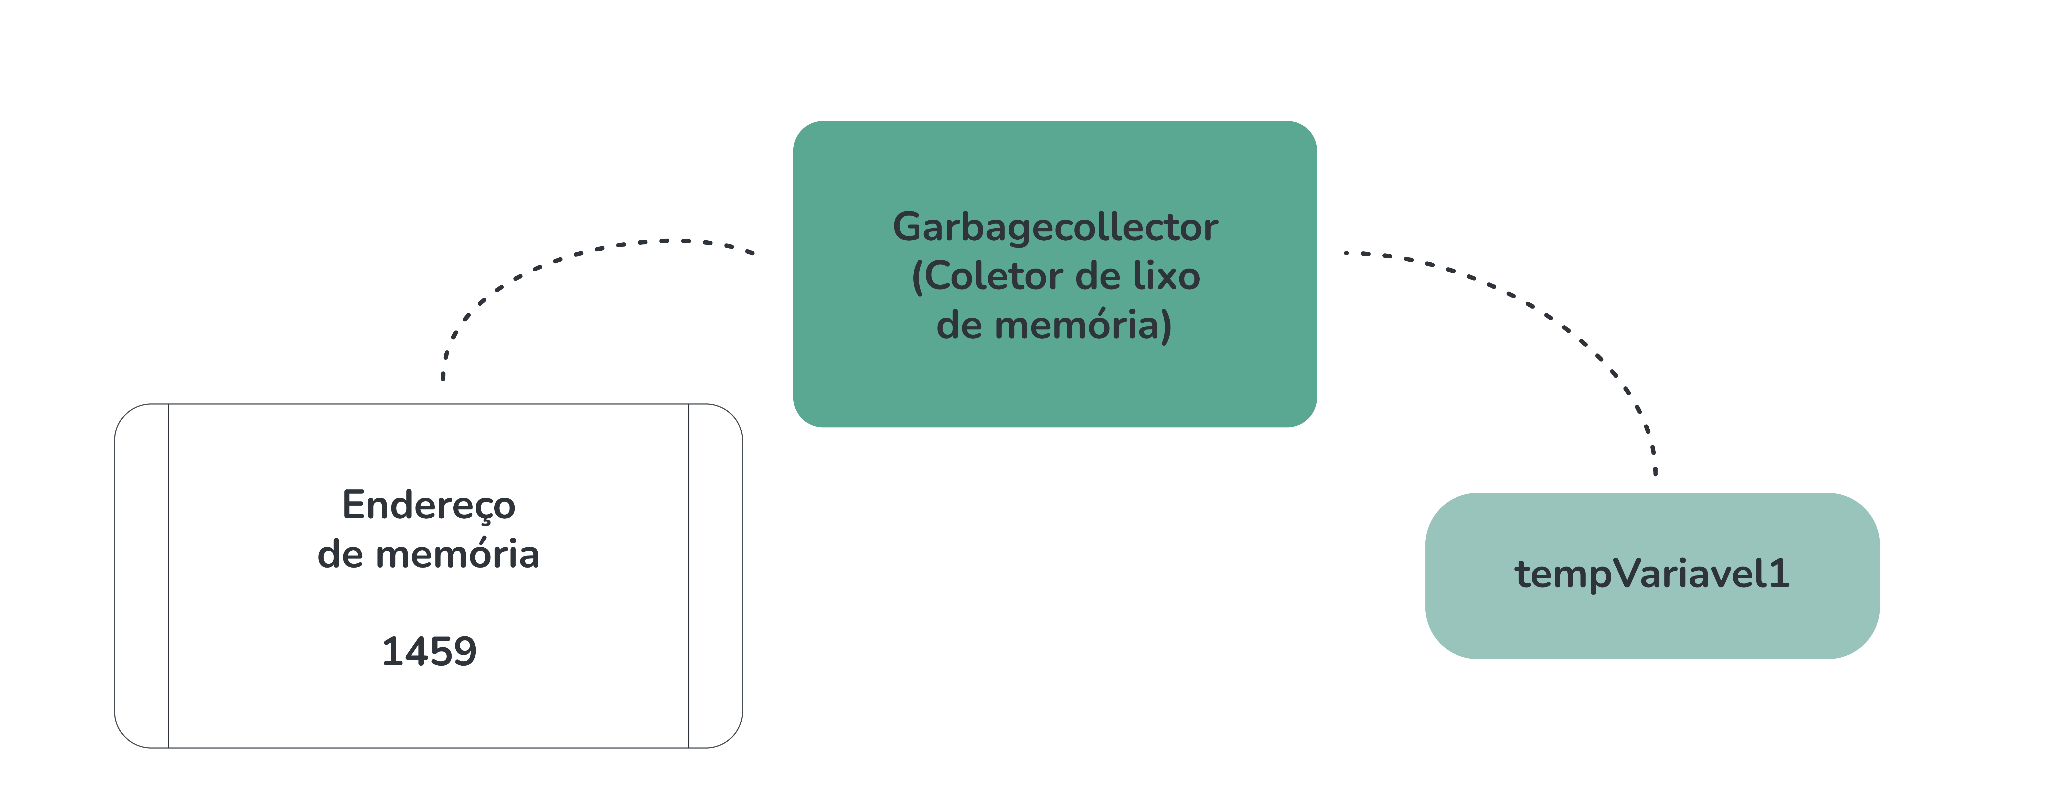 Garbagecollector
(Coletor de lixo
de memória)
Endereço
de memória
1459
tempVariavel1